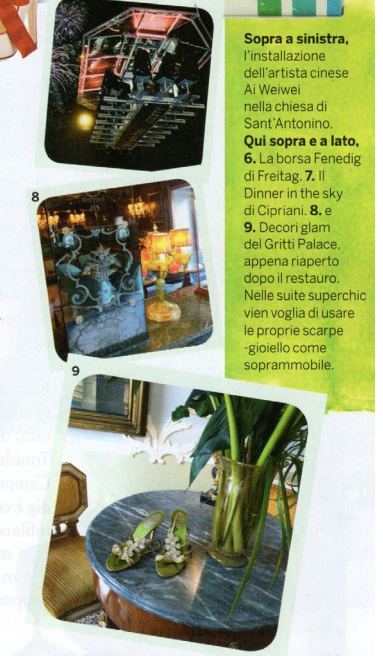 Sopra a sinistra,
l'installazione
dell'artista cinese
Ai Weiwei
nella chiesa di
Sant'Antonino.
Qui sopra e a lato,
6. La borsa Fenedig
di Freitag. 7. Il
Dinner in the sky
di Cipriani. 8. e
9. Decori glam
del Gritti Palace,
appena riaperto
dopo il restauro.
Nelle suite superchic
vien voglia di usare
le proprie scarpe
-gioiello come
soprammobile.
8
9